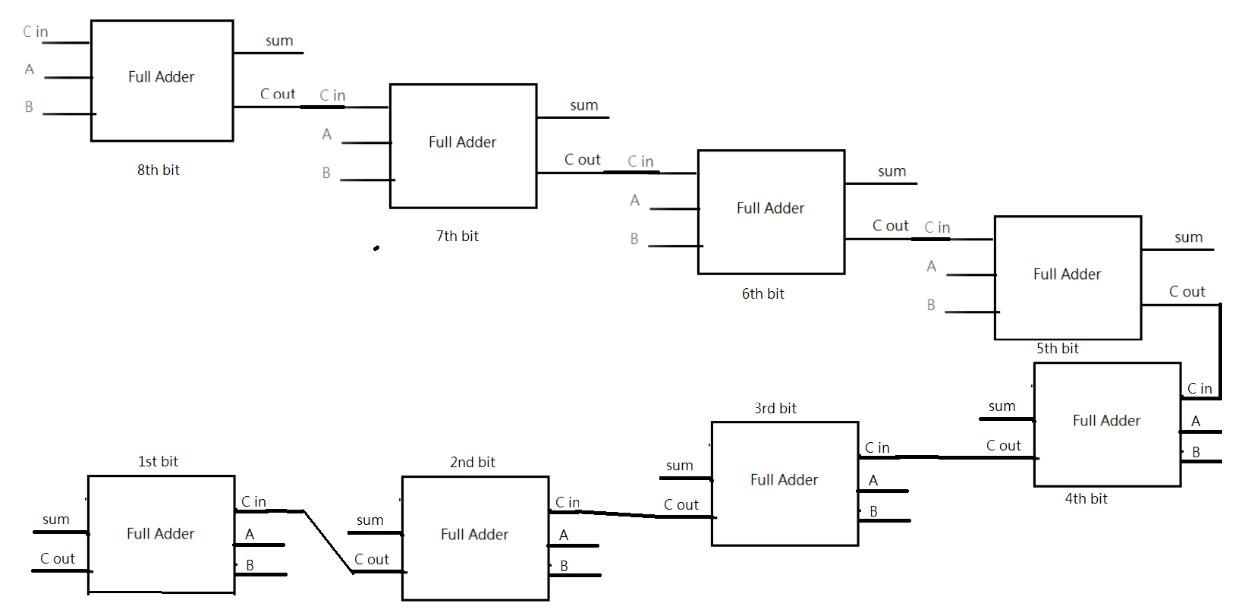 C in
sum
A
Full Adder
B
C out
8th bit
C in
sum
A
Full Adder
B
C out
7th bit
C in
sum
A
Full Adder
B
C out
6th bit
C in
sum
A
Full Adder
B
C out
5th bit
C in
sum
Full Adder
A
C out
B
4th bit
3rd bit
C in
sum
Full Adder
A
C out
B
2nd bit
C in
sum
Full Adder
A
C out
B
1st bit
C in
sum
Full Adder
A
C out
B